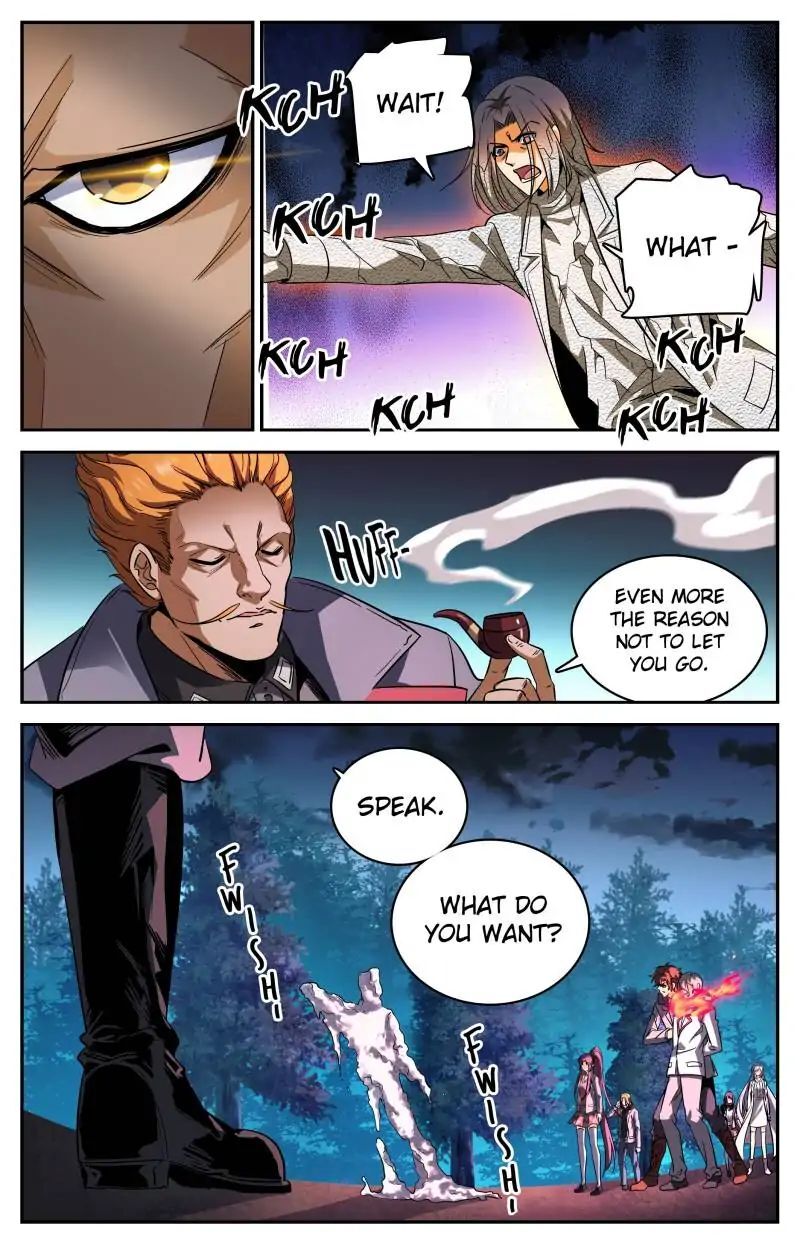 KCH
WAIT!
KCH
WHAT -
KCH
KCH
KCH
KCH
HUFF-
EVEN MORE
THE REASON
NOT TO LET
YOU GO.
SPEAK.
WHAT DO
YOU WANT?
FWISH-
FWISH-